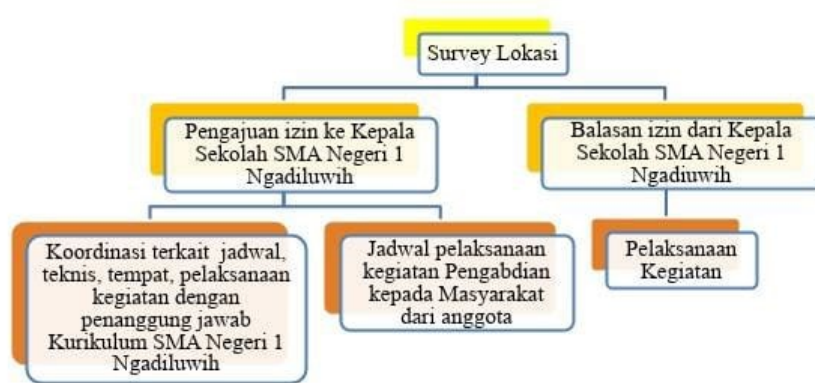 Survey Lokasi
Pengajuan izin ke Kepala
Sekolah SMA Negeri 1
Ngadiluwih
Balasan izin dari Kepala
Sekolah SMA Negeri 1
Ngadiuwih
Koordinasi terkait jadwal,
teknis, tempat, pelaksanaan
kegiatan dengan
penanggung jawab
Kurikulum SMA Negeri 1
Ngadiluwih
Jadwal pelaksanaan
kegiatan Pengabdian
kepada Masyarakat
dari anggota
Pelaksanaan
Kegiatan